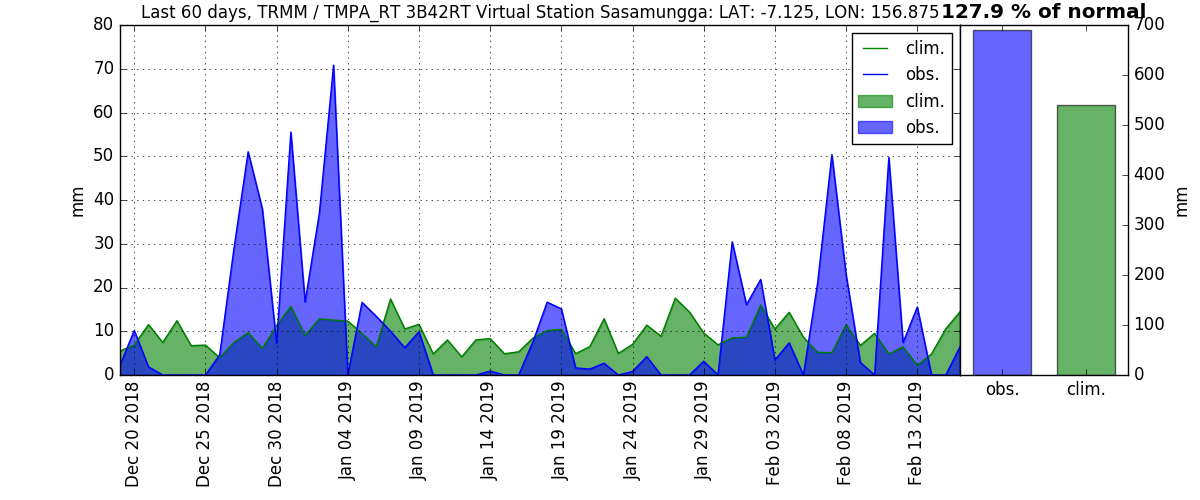 Last 60 days, TRMM / TMPA_RT 3B42RT Virtual Station Sasamungga: LAT: -7.125, LON: 156.875
127.9 % of normal
80
70
60
50
40
30
20
10
0
mm
clim.
obs.
clim.
obs.
Dec 20 2018
Dec 25 2018
Dec 30 2018
Jan 04 2019
Jan 09 2019
Jan 14 2019
Jan 19 2019
Jan 24 2019
Jan 29 2019
Feb 03 2019
Feb 08 2019
Feb 13 2019
700
600
500
400
300
200
100
0
mm
obs.
clim.